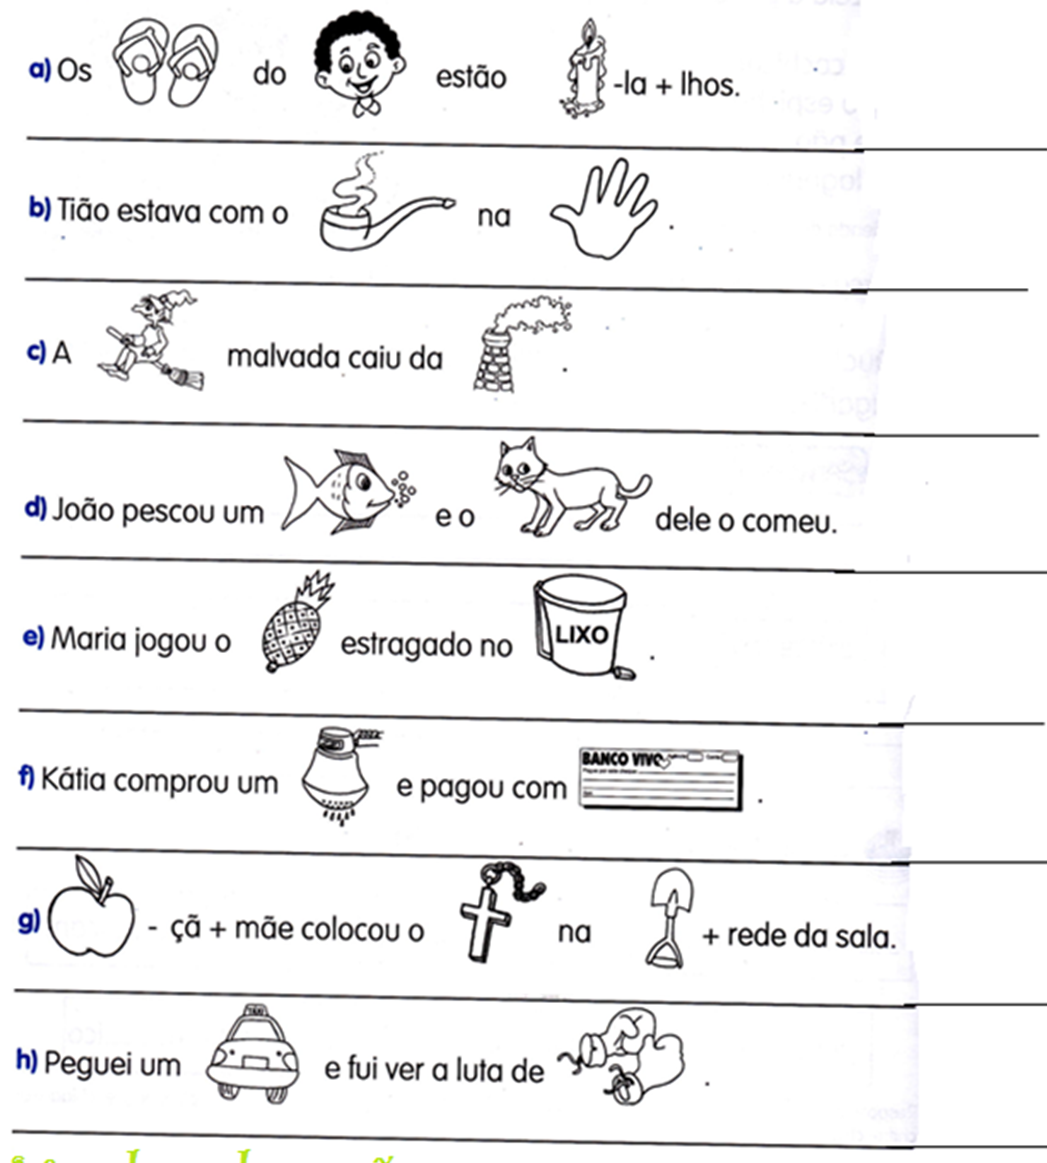 a) Os do estão -la + lhos.
b) Tião estava com o na .
c) A malvada caiu da .
d) João pescou um e o dele o comeu.
e) Maria jogou o estragado no LIXO .
f) Kátia comprou um e pagou com BANCO VIVO .
g) - çã + mãe colocou o na + rede da sala.
h) Peguei um TAXI e fui ver a luta de .